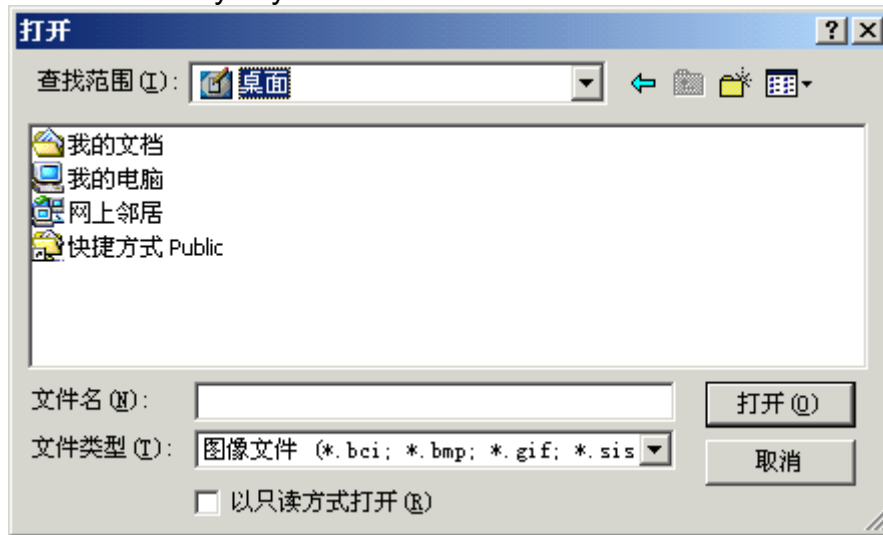 打开
查找范围(I): 桌面
我的文档
我的电脑
网上邻居
快捷方式 Public
文件名(N):
打开(O)
文件类型(T): 图像文件 (*.bci; *.bmp; *.gif; *.sis
取消
以只读方式打开(R)